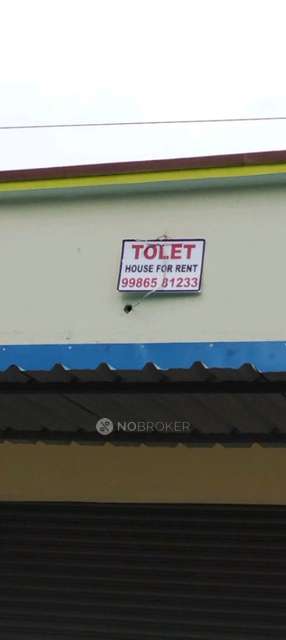 TOLET
HOUSE FOR RENT
99865 81233
NOBROKER